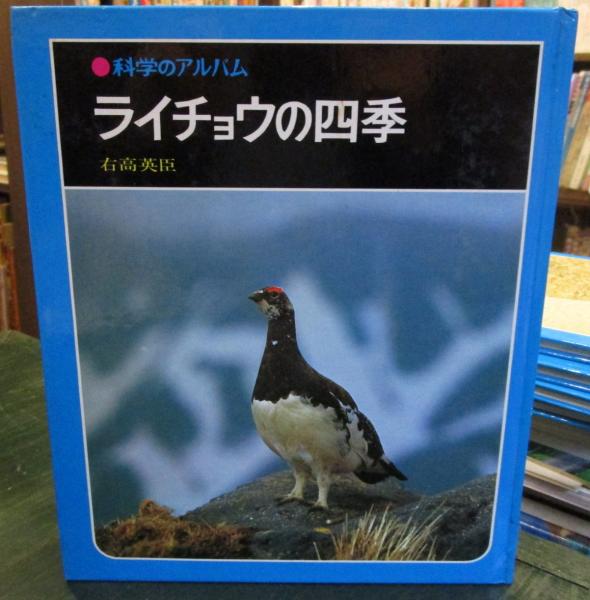 ●科学のアルバム
ライチョウの四季
右高英臣